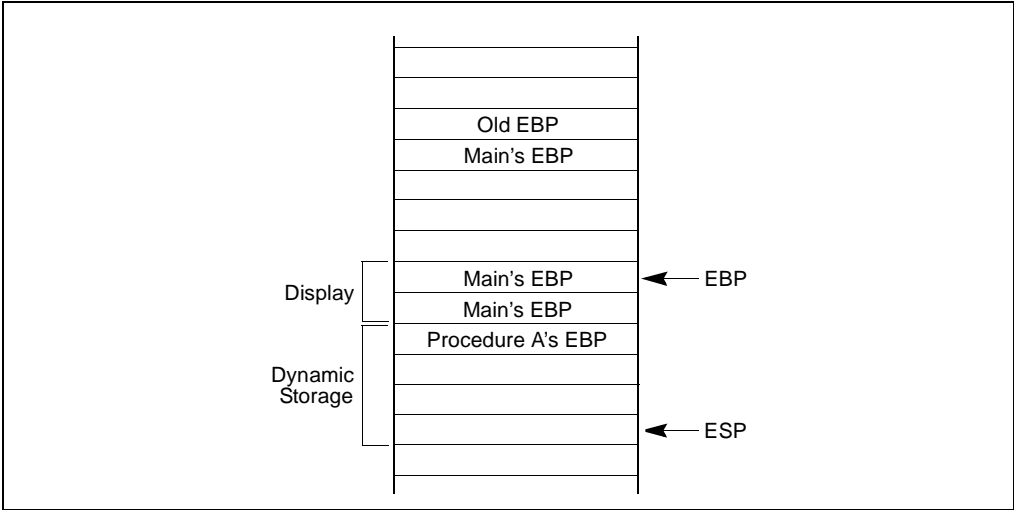 Old EBP
Main's EBP
Main's EBP
EBP
Display
Main's EBP
Procedure A's EBP
Dynamic
Storage
ESP